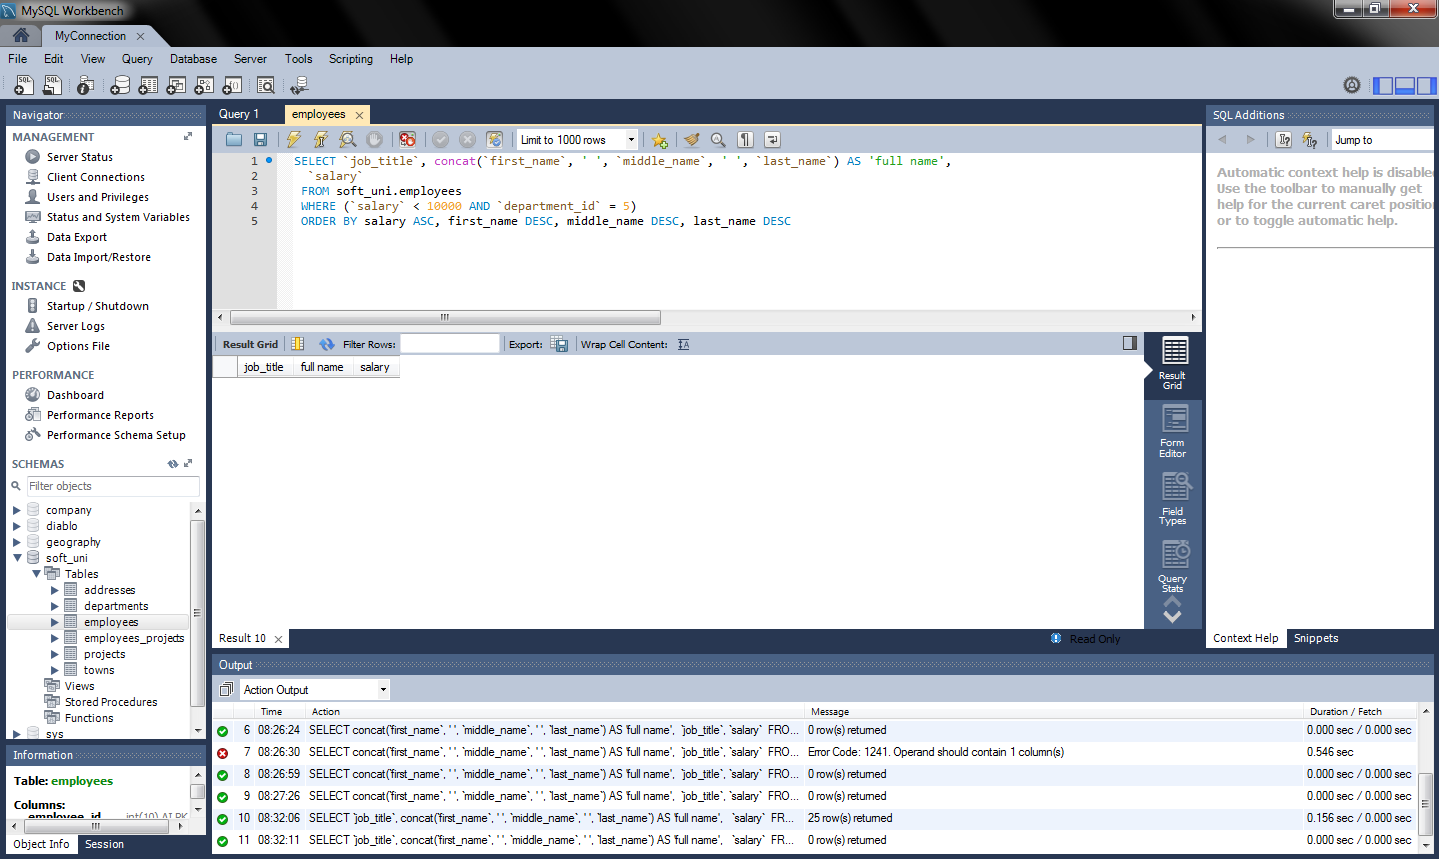 MySQL Workbench
MyConnection
File Edit View Query Database Server Tools Scripting Help
Navigator
MANAGEMENT
Server Status
Client Connections
Users and Privileges
Status and System Variables
Data Export
Data Import/Restore
INSTANCE
Startup / Shutdown
Server Logs
Options File
PERFORMANCE
Dashboard
Performance Reports
Performance Schema Setup
SCHEMAS
Filter objects
company
diablo
geography
soft_uni
Tables
addresses
departments
employees
employees_projects
projects
towns
Views
Stored Procedures
Functions
sys
Information
Table: employees
Columns:
employee_id int(10) AI PK
Object Info Session
Query 1 employees
Limit to 1000 rows
1 SELECT `job_title`, concat(`first_name`, ' ', `middle_name`, ' ', `last_name`) AS 'full name',
2 `salary`
3 FROM soft_uni.employees
4 WHERE (`salary` < 10000 AND `department_id` = 5)
5 ORDER BY salary ASC, first_name DESC, middle_name DESC, last_name DESC
Result Grid Filter Rows: Export: Wrap Cell Content:
job_title full name salary
Result Grid
Form Editor
Field Types
Query Stats
Result 10 Read Only
SQL Additions
Jump to
Automatic context help is disable
Use the toolbar to manually get
help for the current caret position
or to toggle automatic help.
Context Help Snippets
Output
Action Output
Time Action Message Duration / Fetch
6 08:26:24 SELECT concat(`first_name`, ' ', `middle_name`, ' ', `last_name`) AS 'full name', `job_title`, `salary` FRO... 0 row(s) returned 0.000 sec / 0.000 sec
7 08:26:30 SELECT concat(`first_name`, ' ', `middle_name`, ' ', `last_name`) AS 'full name', `job_title`, `salary` FRO... Error Code: 1241. Operand should contain 1 column(s) 0.546 sec
8 08:26:59 SELECT concat(`first_name`, ' ', `middle_name`, ' ', `last_name`) AS 'full name', `job_title`, `salary` FRO... 0 row(s) returned 0.000 sec / 0.000 sec
9 08:27:26 SELECT concat(`first_name`, ' ', `middle_name`, ' ', `last_name`) AS 'full name', `job_title`, `salary` FRO... 0 row(s) returned 0.000 sec / 0.000 sec
10 08:32:06 SELECT `job_title`, concat(`first_name`, ' ', `middle_name`, ' ', `last_name`) AS 'full name', `salary` FR... 25 row(s) returned 0.156 sec / 0.000 sec
11 08:32:11 SELECT `job_title`, concat(`first_name`, ' ', `middle_name`, ' ', `last_name`) AS 'full name', `salary` FR... 0 row(s) returned 0.000 sec / 0.000 sec